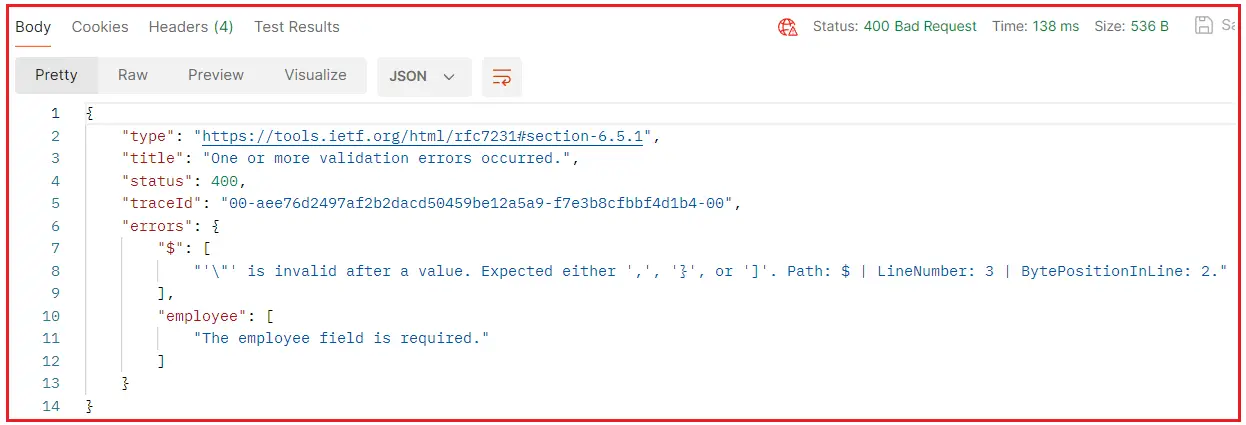 Body Cookies Headers (4) Test Results Status: 400 Bad Request Time: 138 ms Size: 536 B
Pretty Raw Preview Visualize JSON
1 {
2 "type": "https://tools.ietf.org/html/rfc7231#section-6.5.1",
3 "title": "One or more validation errors occurred.",
4 "status": 400,
5 "traceId": "00-aee76d2497af2b2dacd50459be12a5a9-f7e3b8cfbbf4d1b4-00",
6 "errors": {
7 "$": [
8 "'\"' is invalid after a value. Expected either ',', '}', or ']'. Path: $ | LineNumber: 3 | BytePositionInLine: 2."
9 ],
10 "employee": [
11 "The employee field is required."
12 ]
13 }
14 }